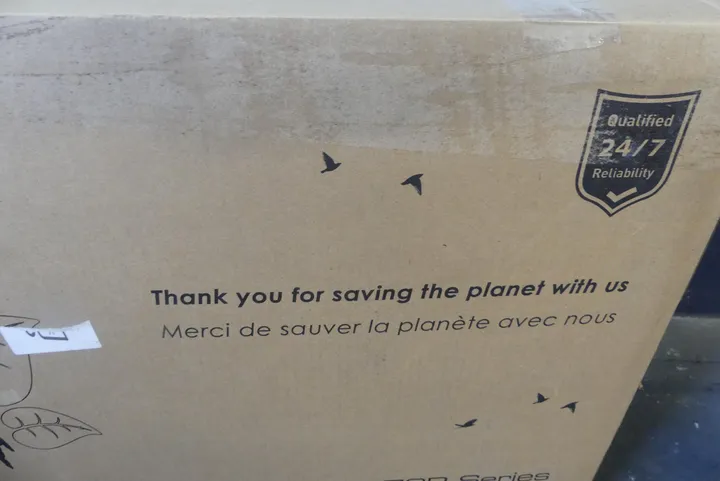 Qualified
24/7
Reliability
Thank you for saving the planet with us
Merci de sauver la planète avec nous
Series